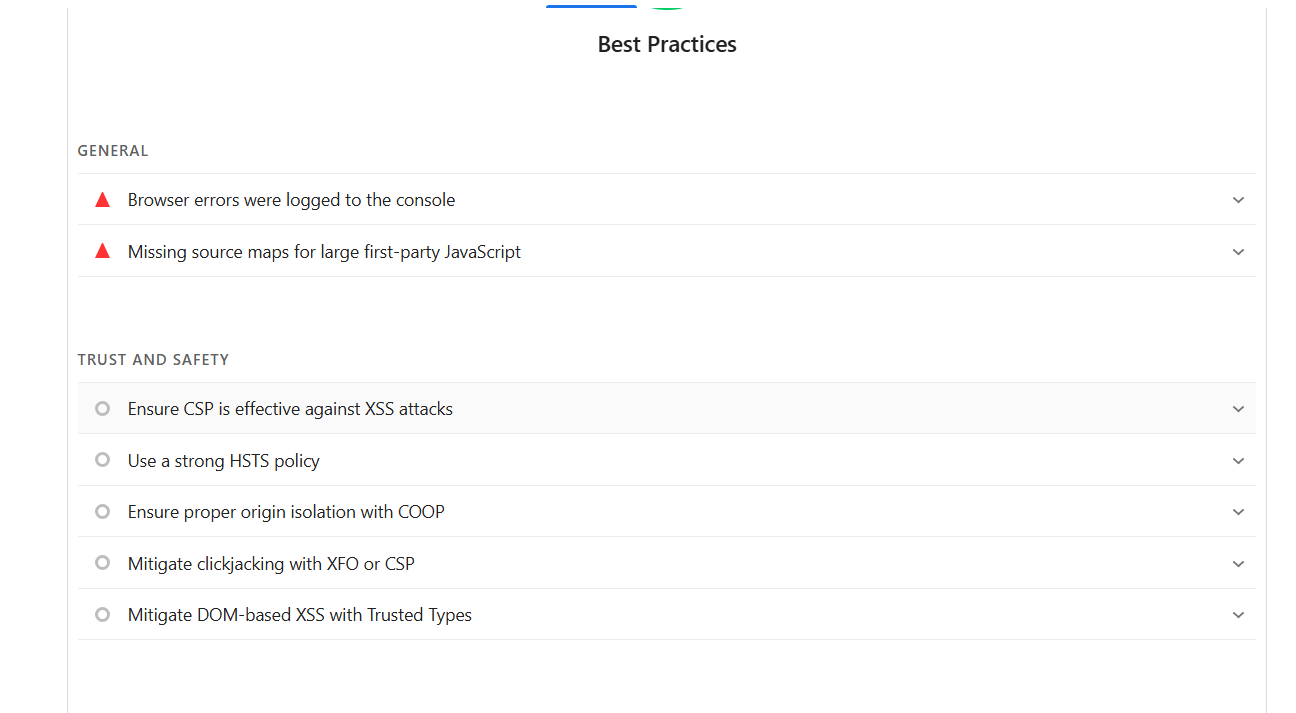 Best Practices
GENERAL
Browser errors were logged to the console
Missing source maps for large first-party JavaScript
TRUST AND SAFETY
Ensure CSP is effective against XSS attacks
Use a strong HSTS policy
Ensure proper origin isolation with COOP
Mitigate clickjacking with XFO or CSP
Mitigate DOM-based XSS with Trusted Types